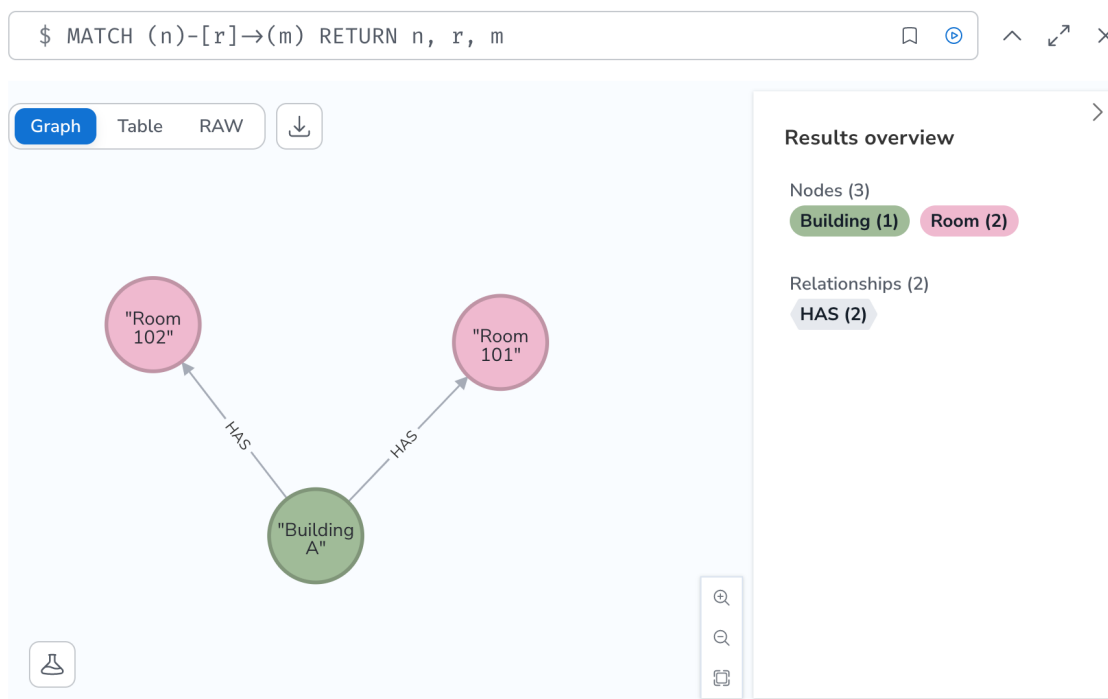 $ MATCH (n)-[r]->(m) RETURN n, r, m
Graph
Table
RAW
Results overview
Nodes (3)
Building (1)
Room (2)
Relationships (2)
HAS (2)
"Room
102"
"Room
101"
HAS
HAS
"Building
A"